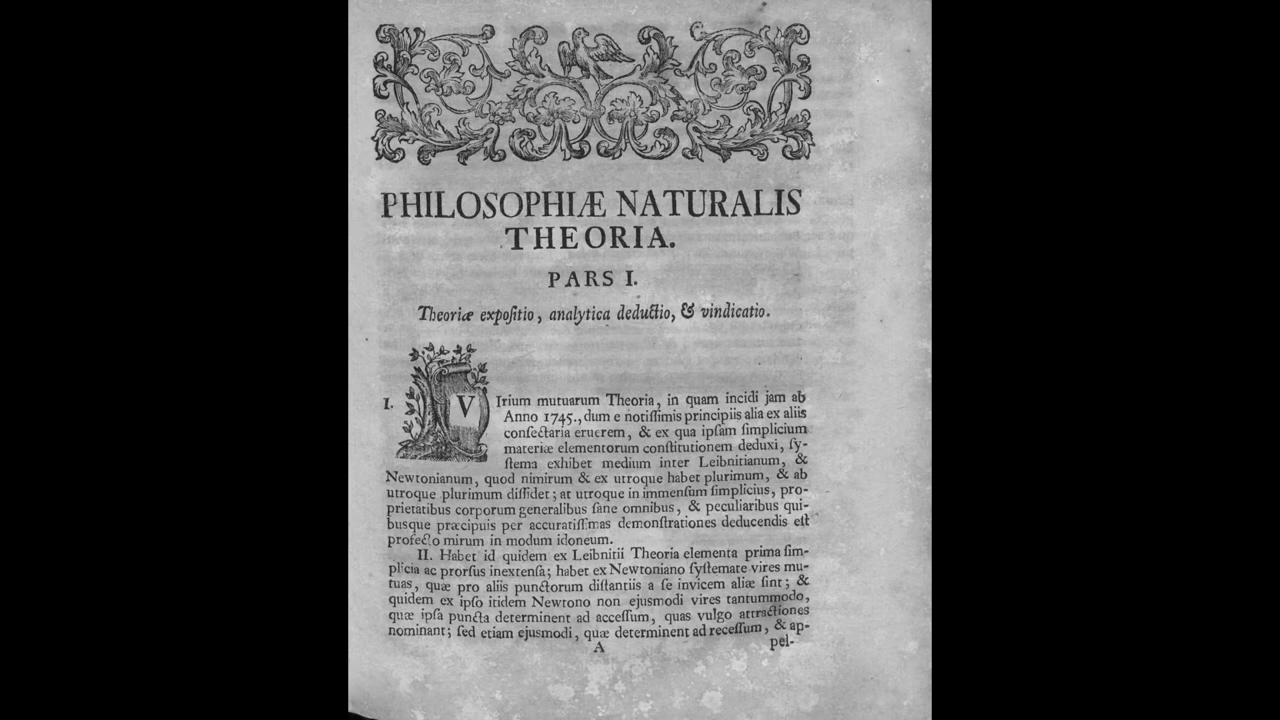 PHILOSOPHIÆ NATURALIS
THEORIA.
PARS I.
Theoriæ expoſitio, analytica deductio, & vindicatio.
I. VIrium mutuarum Theoria, in quam incidi jam ab
Anno 1745., dum e notiſſimis principiis alia ex aliis
conſectaria eruerem, & ex qua ipſam ſimplicium
materiæ elementorum conſtitutionem deduxi, ſy-
ſtema exhibet medium inter Leibnitianum, &
Newtonianum, quod nimirum & ex utroque habet plurimum, & ab
utroque plurimum diſſidet; at utroque in immenſum ſimplicius, pro-
prietatibus corporum generalibus ſane omnibus, & peculiaribus qui-
buſque præcipuis per accuratiſſimas demonſtrationes deducendis eſt
profecto mirum in modum idoneum.
II. Habet id quidem ex Leibnitii Theoria elementa prima ſim-
plicia ac prorſus inextenſa; habet ex Newtoniano ſyſtemate vires mu-
tuas, quæ pro aliis punctorum diſtantiis a ſe invicem aliæ ſint; &
quidem ex ipſo itidem Newtono non ejuſmodi vires tantummodo,
quæ ipſa puncta determinent ad acceſſum, quas vulgo attractiones
nominant; ſed etiam ejuſmodi, quæ determinent ad receſſum, & ap-
A pel-